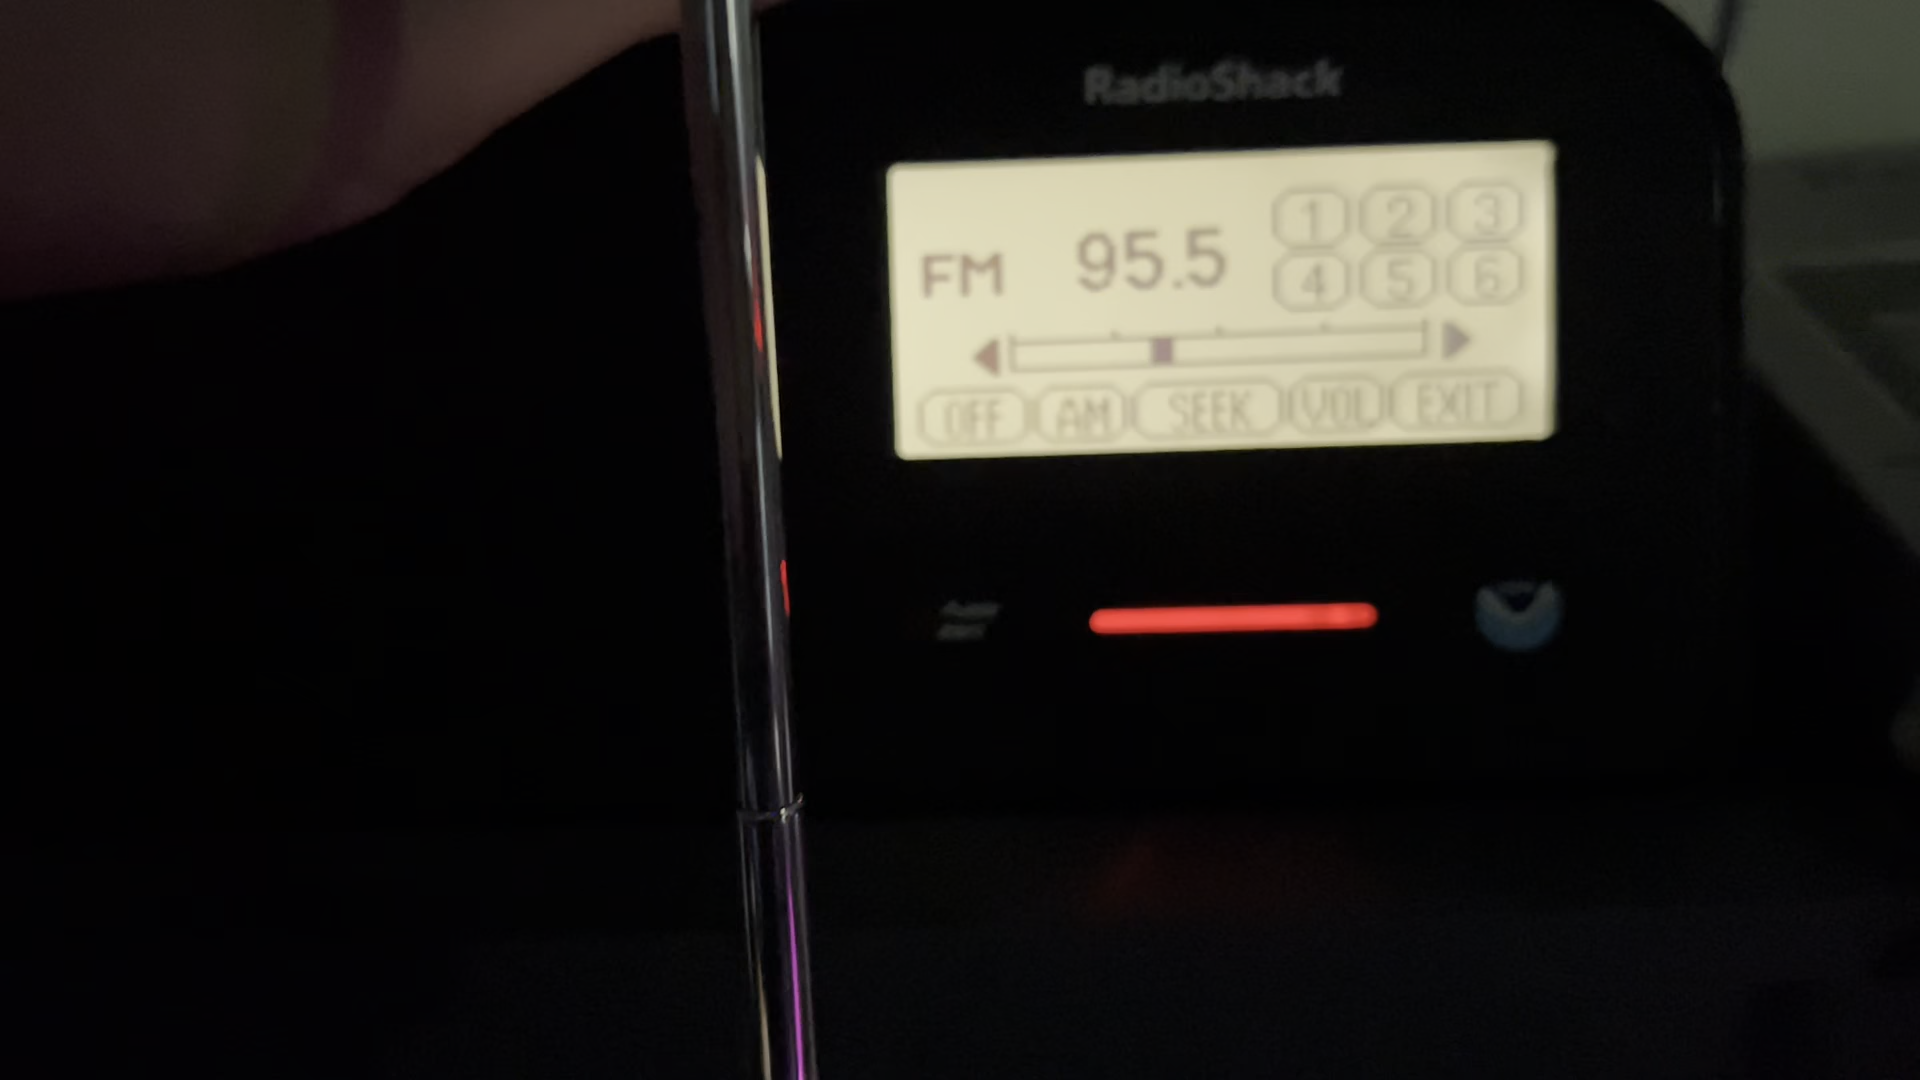 RadioShack
FM 95.5
1 2 3
4 5 6
OFF AM SEEK VOL EXIT